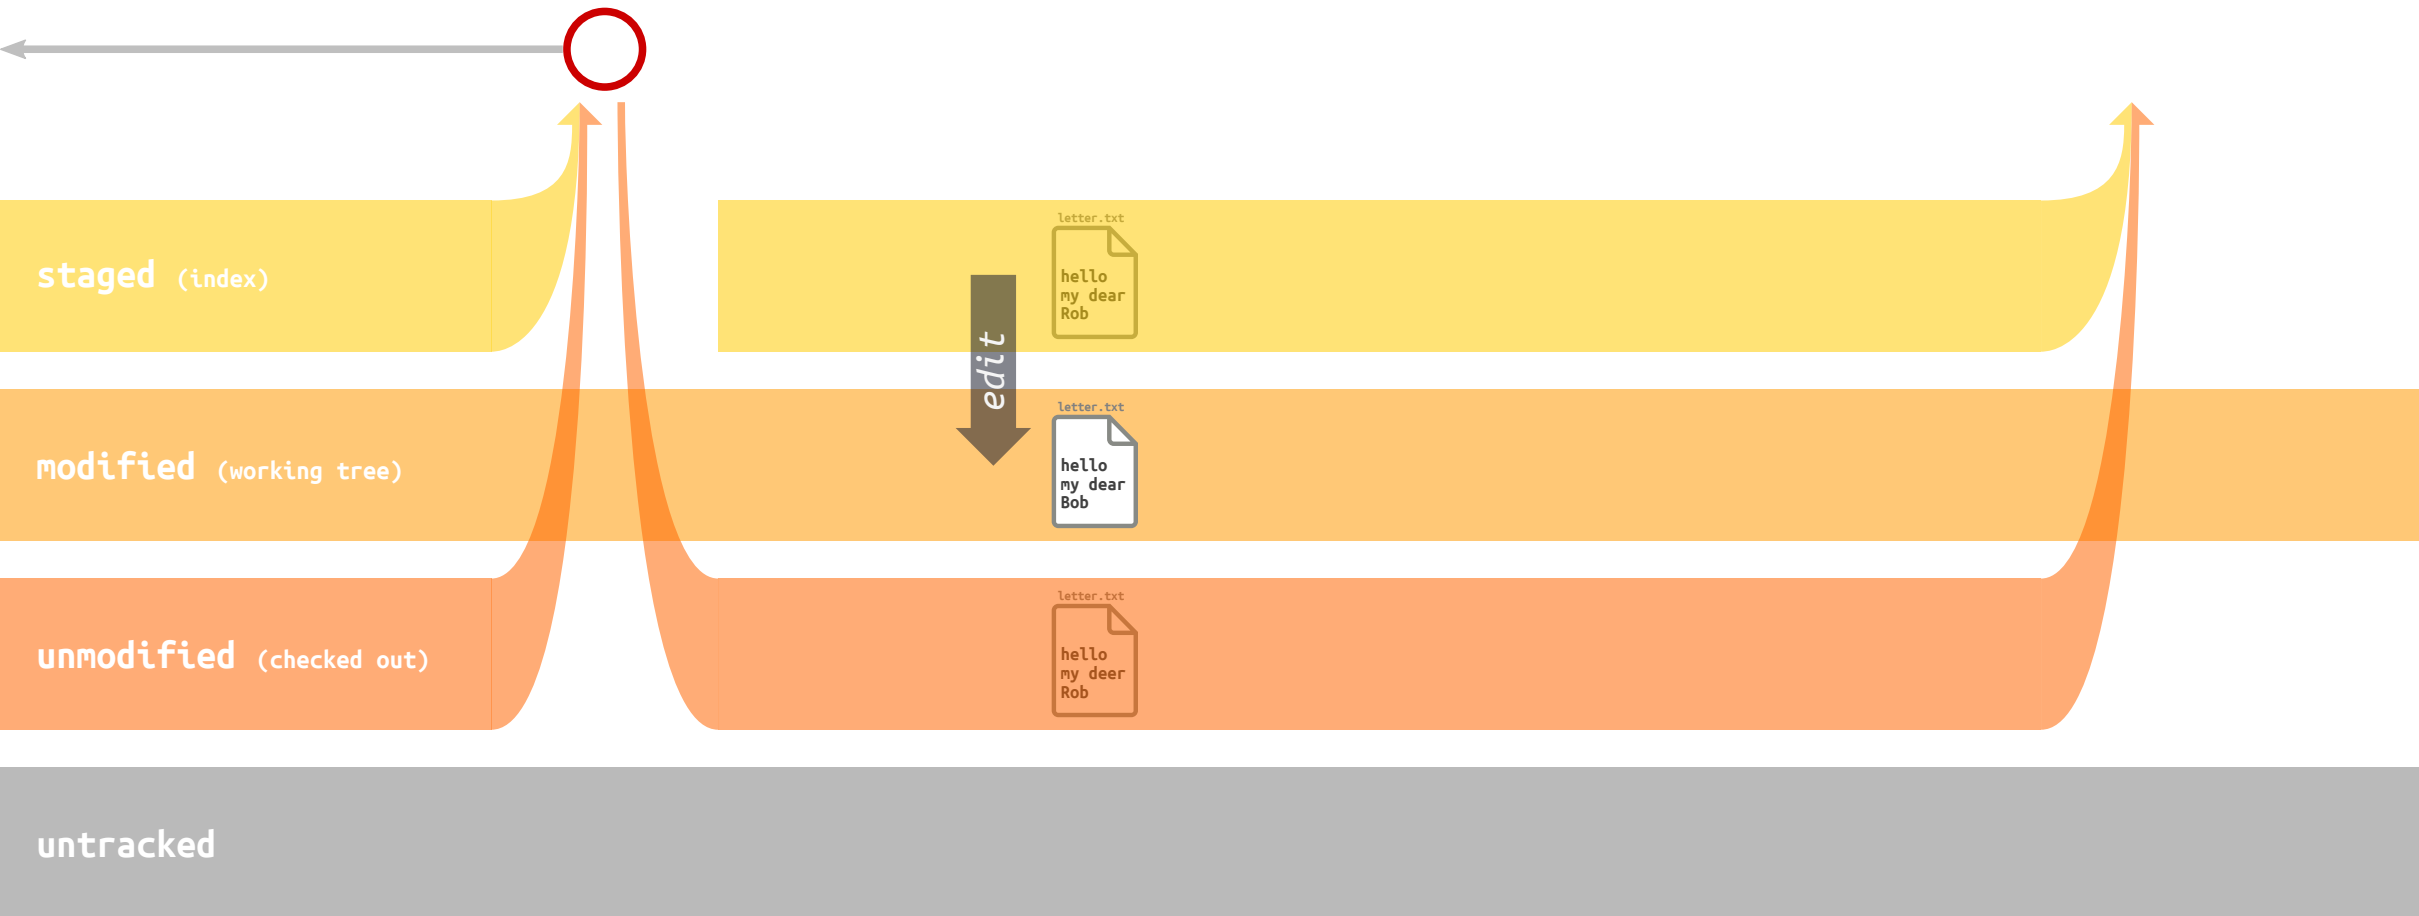 staged (index)
letter.txt
hello
my dear
Rob
edit
modified (working tree)
letter.txt
hello
my dear
Bob
unmodified (checked out)
letter.txt
hello
my deer
Rob
untracked